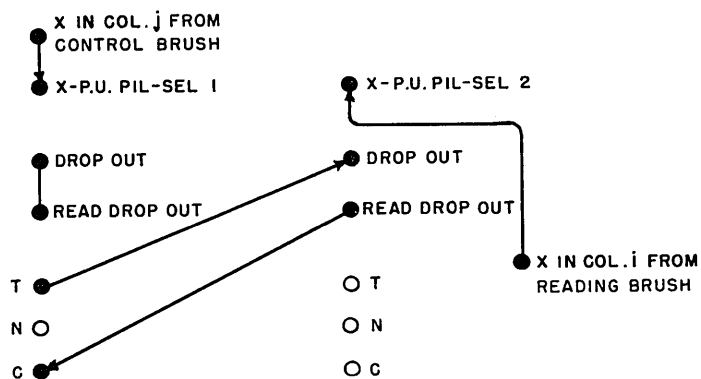 X IN COL. j FROM
CONTROL BRUSH
X-P.U. PIL-SEL 1
X-P.U. PIL-SEL 2
DROP OUT
DROP OUT
READ DROP OUT
READ DROP OUT
X IN COL. i FROM
READING BRUSH
T
T
N
N
C
C